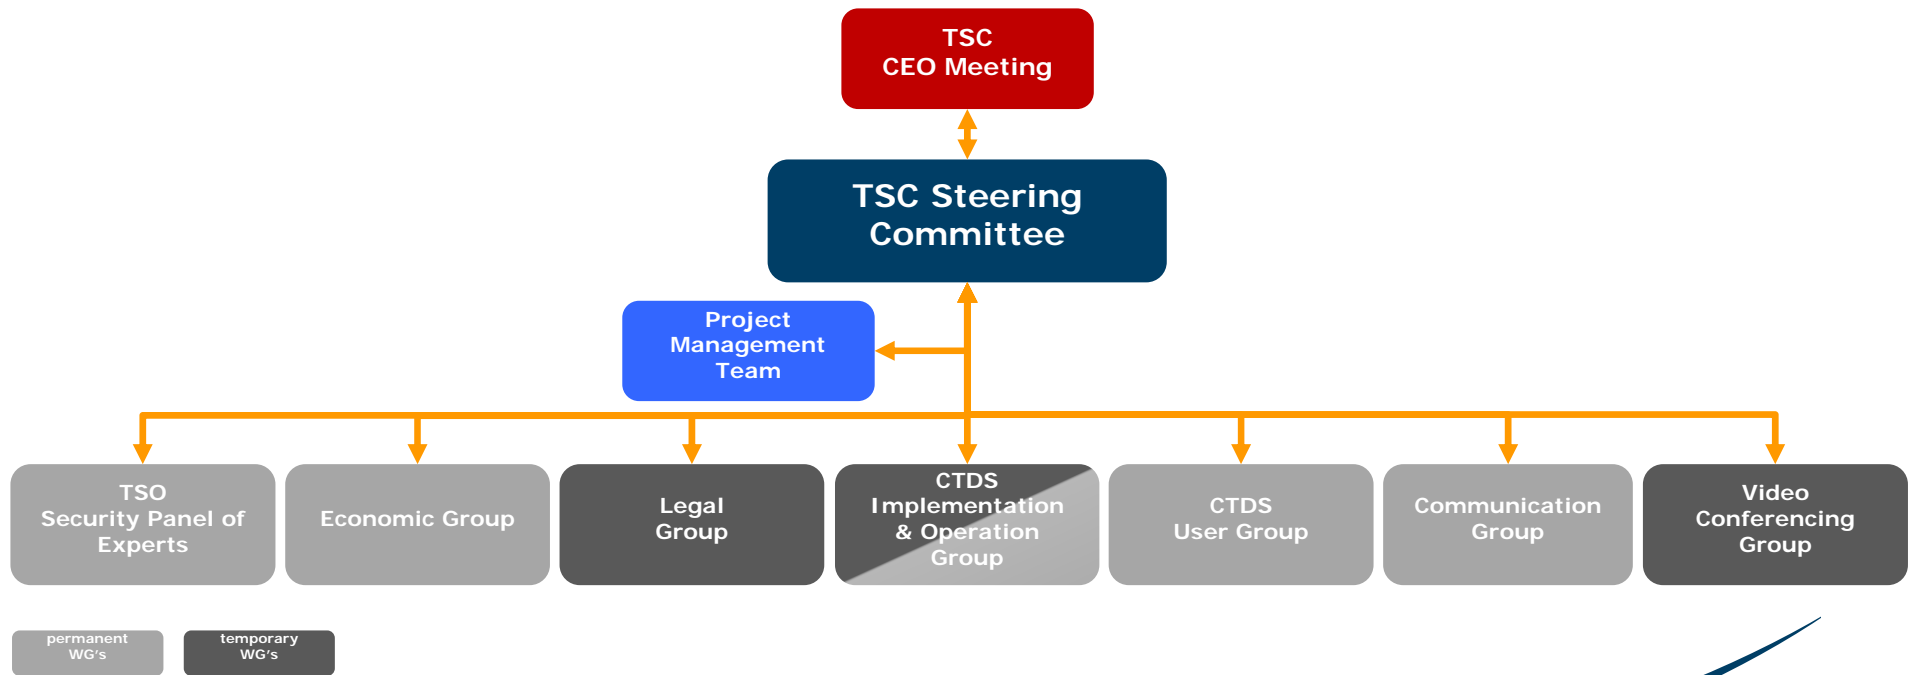 TSC
CEO Meeting
TSC Steering
Committee
Project
Management
Team
TSO
Security Panel of
Experts
Economic Group
Legal
Group
CTDS
Implementation
& Operation
Group
CTDS
User Group
Communication
Group
Video
Conferencing
Group
permanent
WG's
temporary
WG's